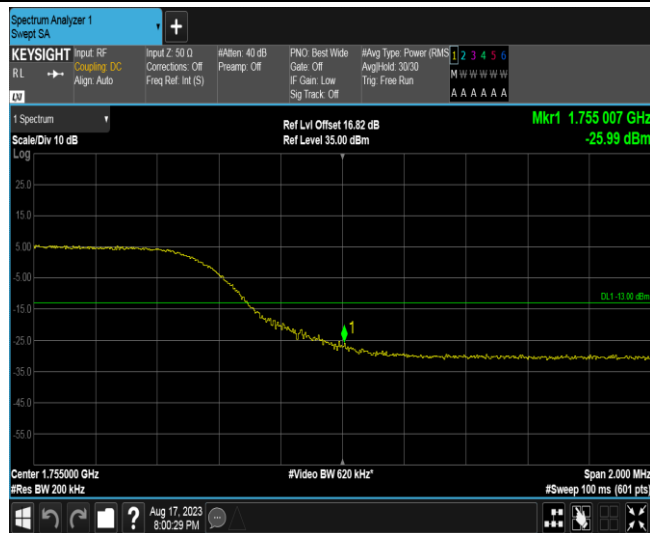 Spectrum Analyzer 1
Swept SA
+
KEYSIGHT
RL
LXI
Input: RF
Coupling: DC
Align: Auto
Input Z: 50 Ω
Corrections: Off
Freq Ref: Int (S)
#Atten: 40 dB
Preamp: Off
PNO: Best Wide
Gate: Off
IF Gain: Low
Sig Track: Off
#Avg Type: Power (RMS
Avg|Hold: 30/30
Trig: Free Run
1 2 3 4 5 6
M W W W W W
A A A A A A
1 Spectrum
Scale/Div 10 dB
Ref Lvl Offset 16.82 dB
Ref Level 35.00 dBm
Mkr1 1.755 007 GHz
-25.99 dBm
Log
25.0
15.0
5.00
-5.00
DL1 -13.00 dBm
-15.0
1
-25.0
-35.0
-45.0
-55.0
Center 1.755000 GHz
#Res BW 200 kHz
#Video BW 620 kHz*
Span 2.000 MHz
#Sweep 100 ms (601 pts)
?
Aug 17, 2023
8:00:29 PM